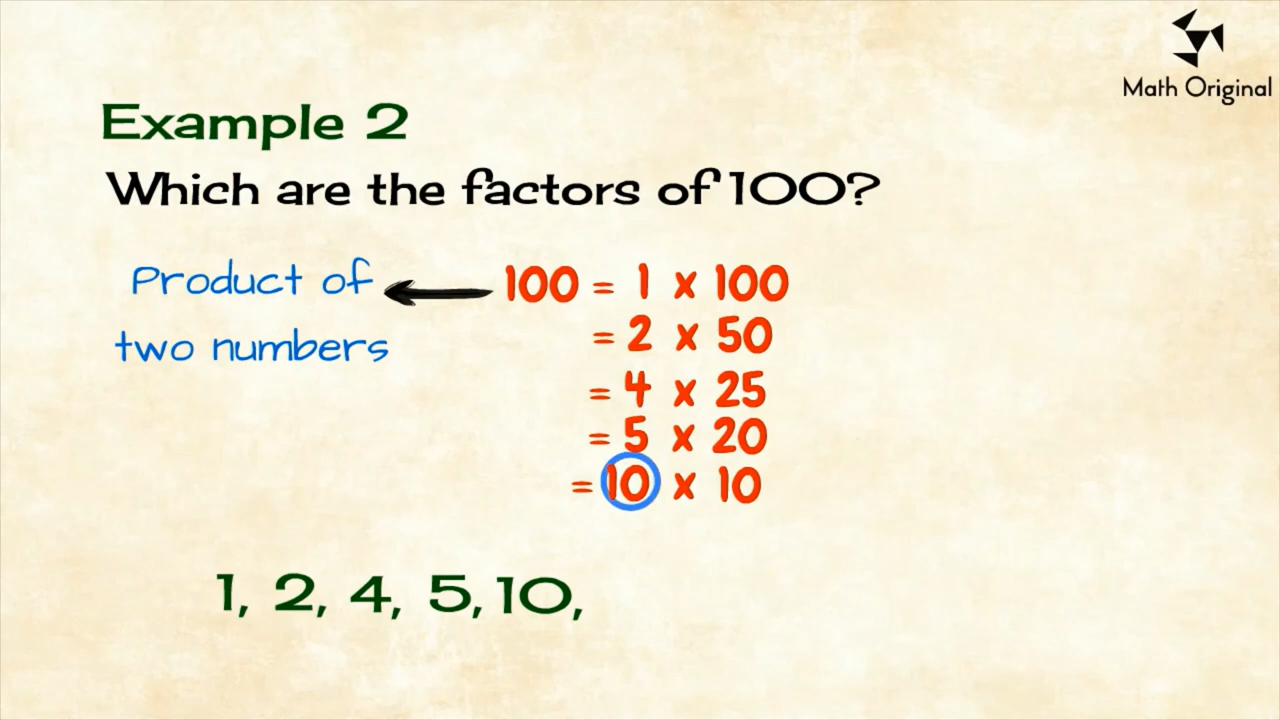 Math Original
Example 2
Which are the factors of 100?
Product of
two numbers
100 = 1 x 100
= 2 x 50
= 4 x 25
= 5 x 20
= 10 x 10
1, 2, 4, 5, 10,